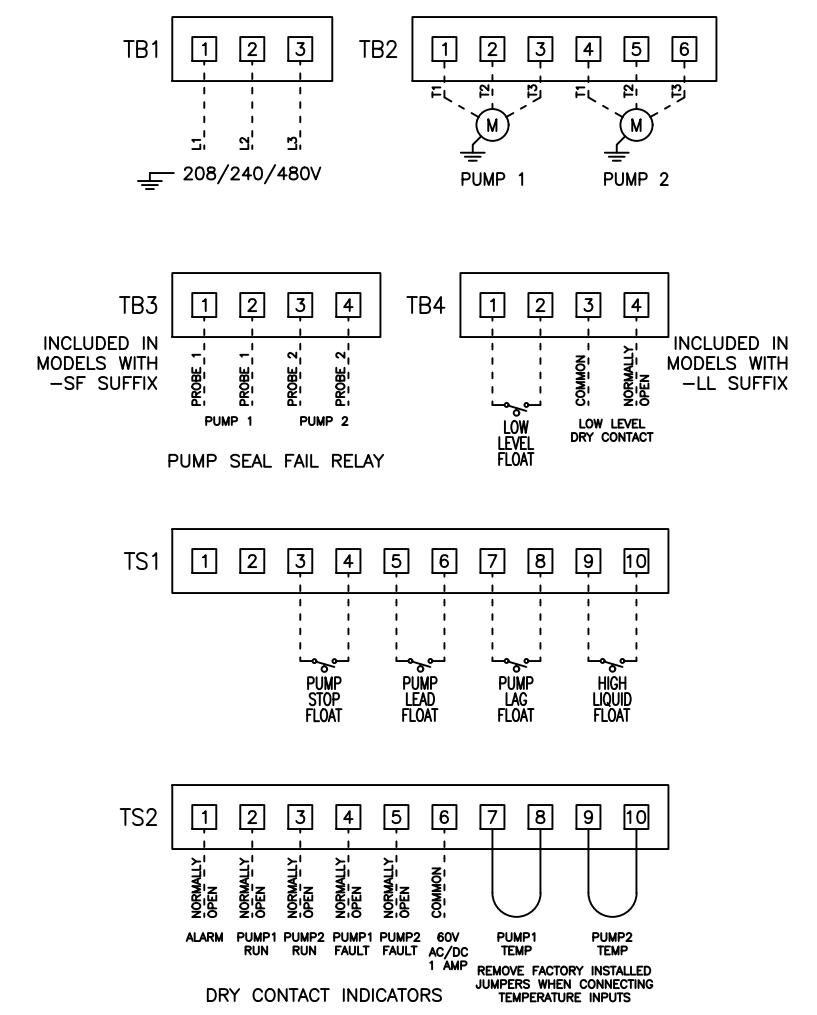 TB1 1 2 3
L1 L2 L3
208/240/480V
TB2 1 2 3 4 5 6
T1 T2 T3 T1 T2 T3
M M
PUMP 1 PUMP 2
TB3 1 2 3 4
INCLUDED IN
MODELS WITH
-SF SUFFIX
PROBE 1 PROBE 1 PROBE 2 PROBE 2
PUMP 1 PUMP 2
PUMP SEAL FAIL RELAY
TB4 1 2 3 4
INCLUDED IN
MODELS WITH
-LL SUFFIX
COMMON
NORMALLY
OPEN
LOW
LEVEL
FLOAT
LOW LEVEL
DRY CONTACT
TS1 1 2 3 4 5 6 7 8 9 10
PUMP
STOP
FLOAT
PUMP
LEAD
FLOAT
PUMP
LAG
FLOAT
HIGH
LIQUID
FLOAT
TS2 1 2 3 4 5 6 7 8 9 10
NORMALLY
OPEN
NORMALLY
OPEN
NORMALLY
OPEN
NORMALLY
OPEN
NORMALLY
OPEN
COMMON
ALARM
PUMP1
RUN
PUMP2
RUN
PUMP1
FAULT
PUMP2
FAULT
60V
AC/DC
1 AMP
PUMP1
TEMP
PUMP2
TEMP
REMOVE FACTORY INSTALLED
JUMPERS WHEN CONNECTING
TEMPERATURE INPUTS
DRY CONTACT INDICATORS